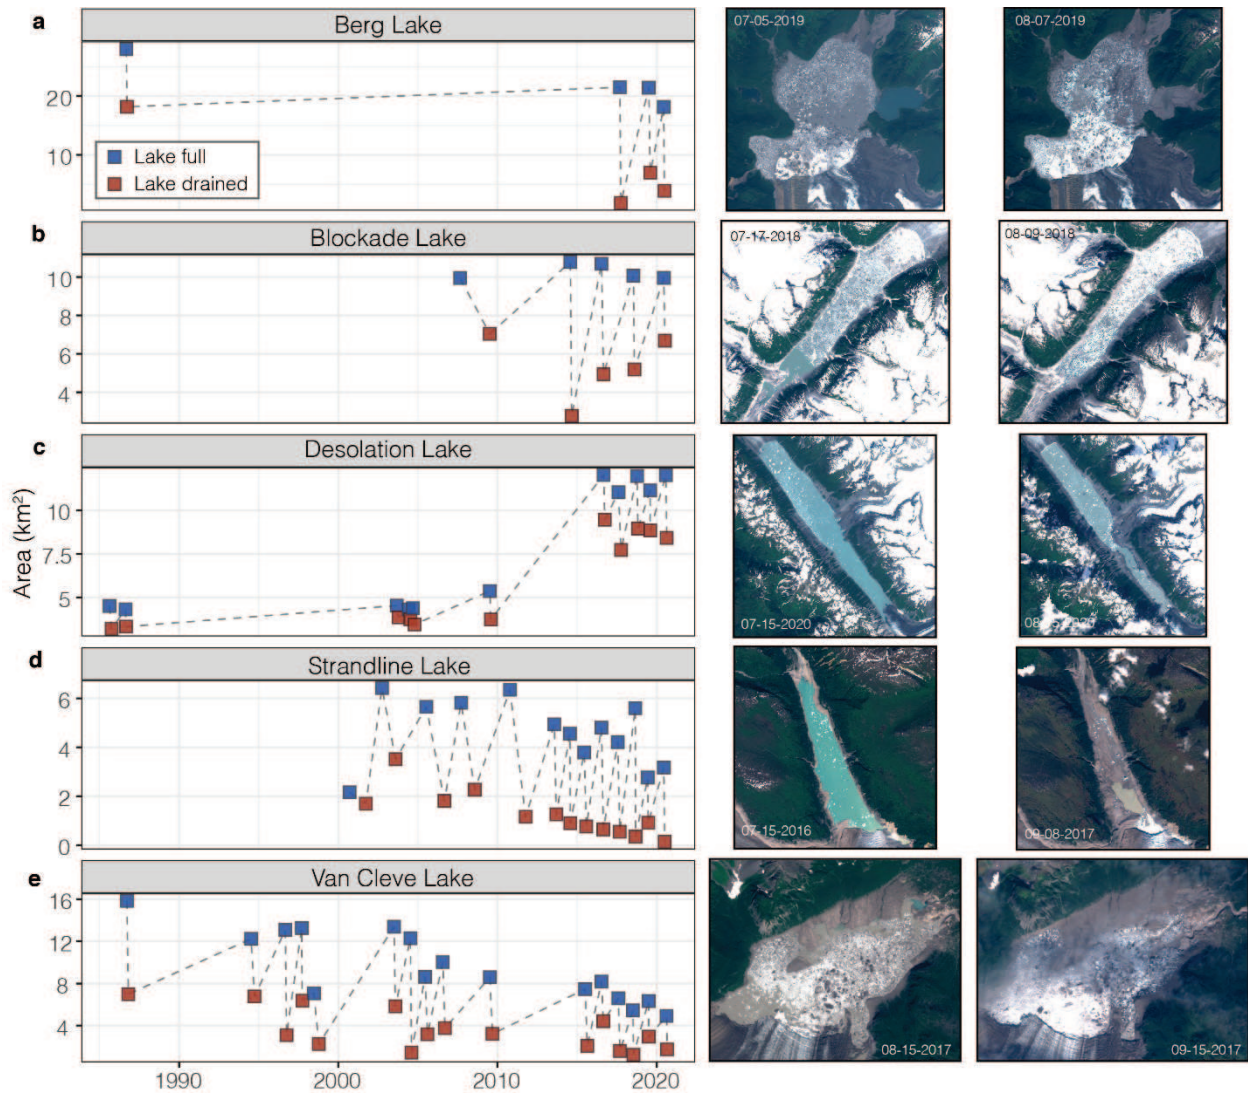 a
Berg Lake
20
10
Lake full
Lake drained
07-05-2019
08-07-2019
b
Blockade Lake
10
8
6
4
07-17-2018
08-09-2018
c
Desolation Lake
10
7.5
5
07-15-2020
Area (km²)
d
Strandline Lake
6
4
2
0
07-15-2016
09-08-2017
e
Van Cleve Lake
16
12
8
4
08-15-2017
09-15-2017
1990
2000
2010
2020